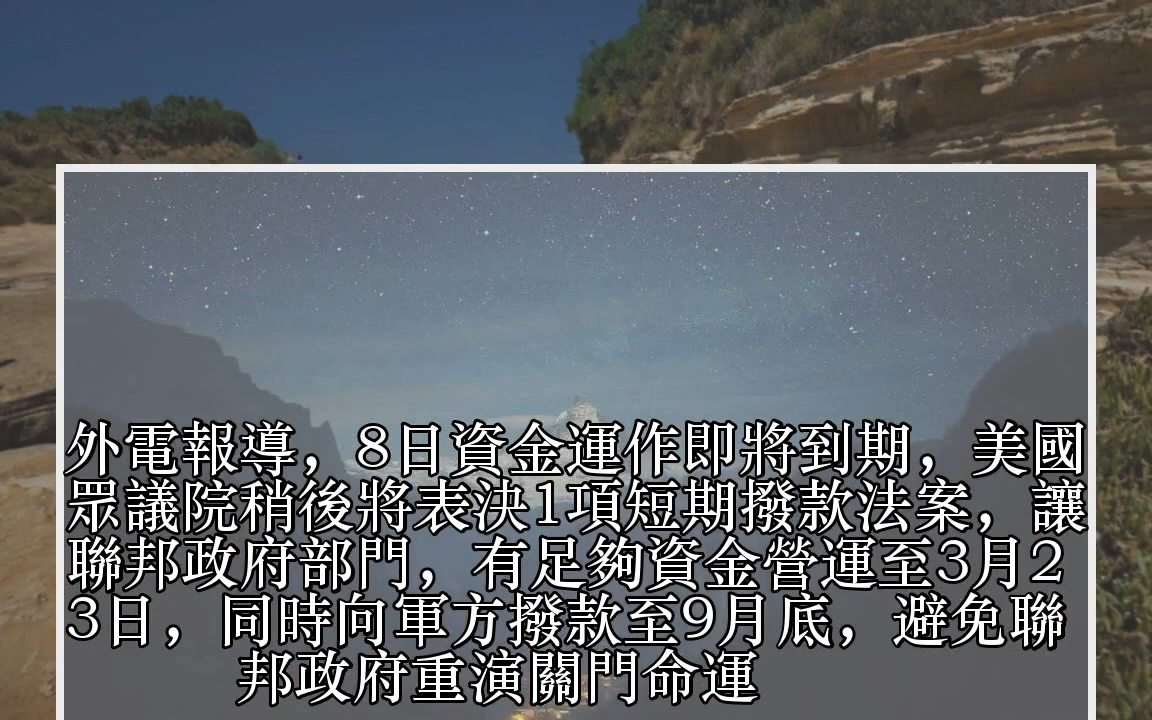 外電報導，8日資金運作即將到期，美國
眾議院稍後將表決1項短期撥款法案，讓
聯邦政府部門，有足夠資金營運至3月2
3日，同時向軍方撥款至9月底，避免聯
邦政府重演關門命運